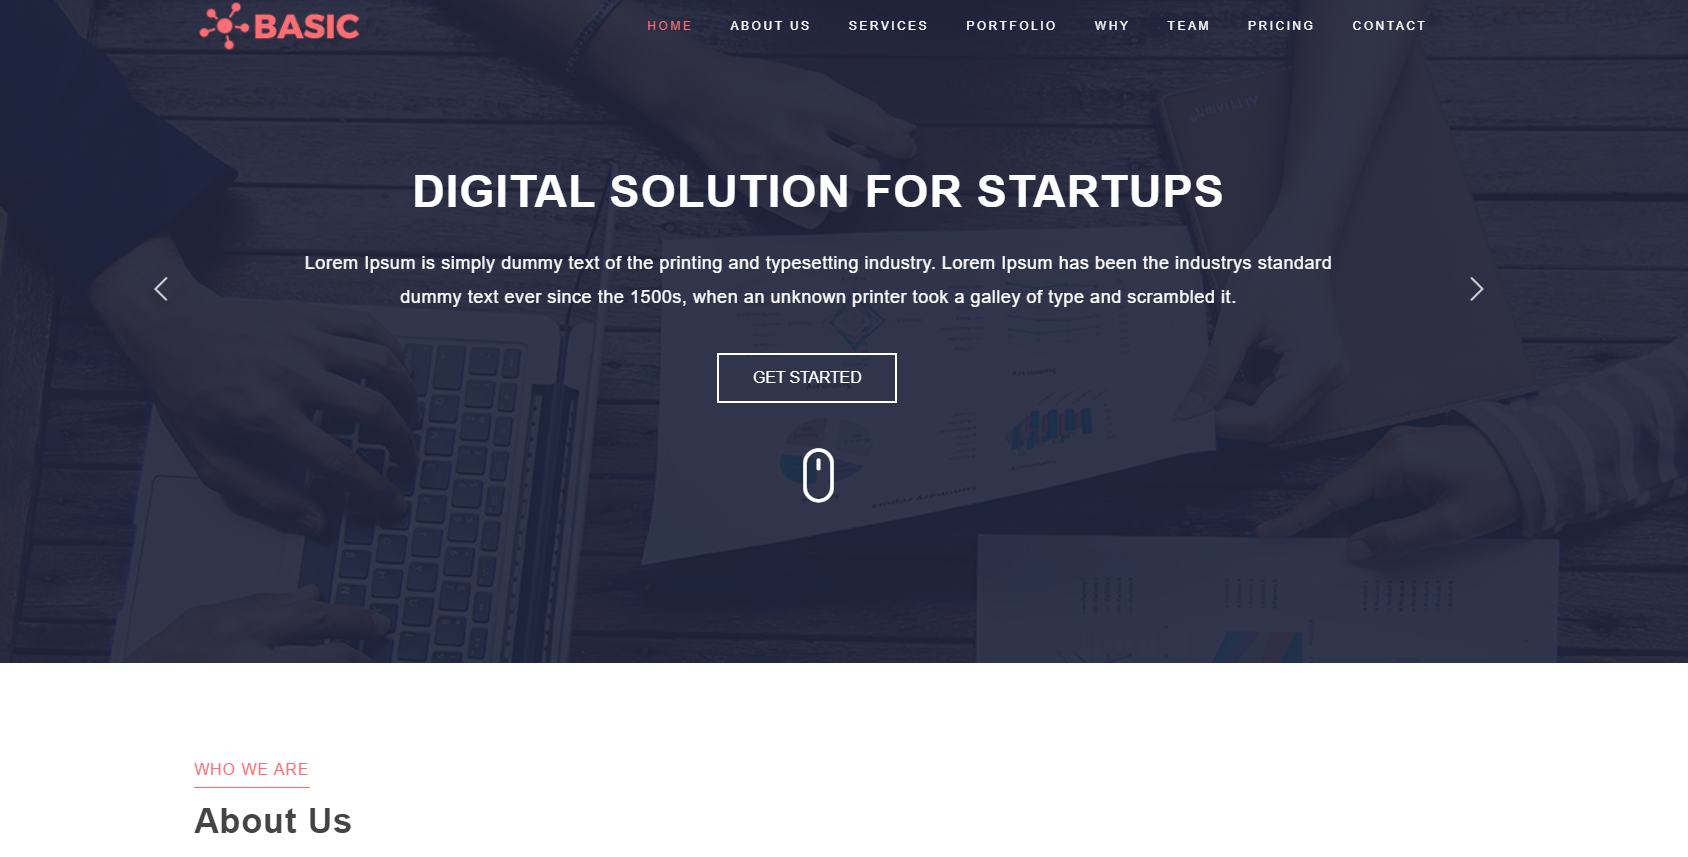 BASIC
HOME ABOUT US SERVICES PORTFOLIO WHY TEAM PRICING CONTACT
DIGITAL SOLUTION FOR STARTUPS
Lorem Ipsum is simply dummy text of the printing and typesetting industry. Lorem Ipsum has been the industrys standard
dummy text ever since the 1500s, when an unknown printer took a galley of type and scrambled it.
GET STARTED
WHO WE ARE
About Us